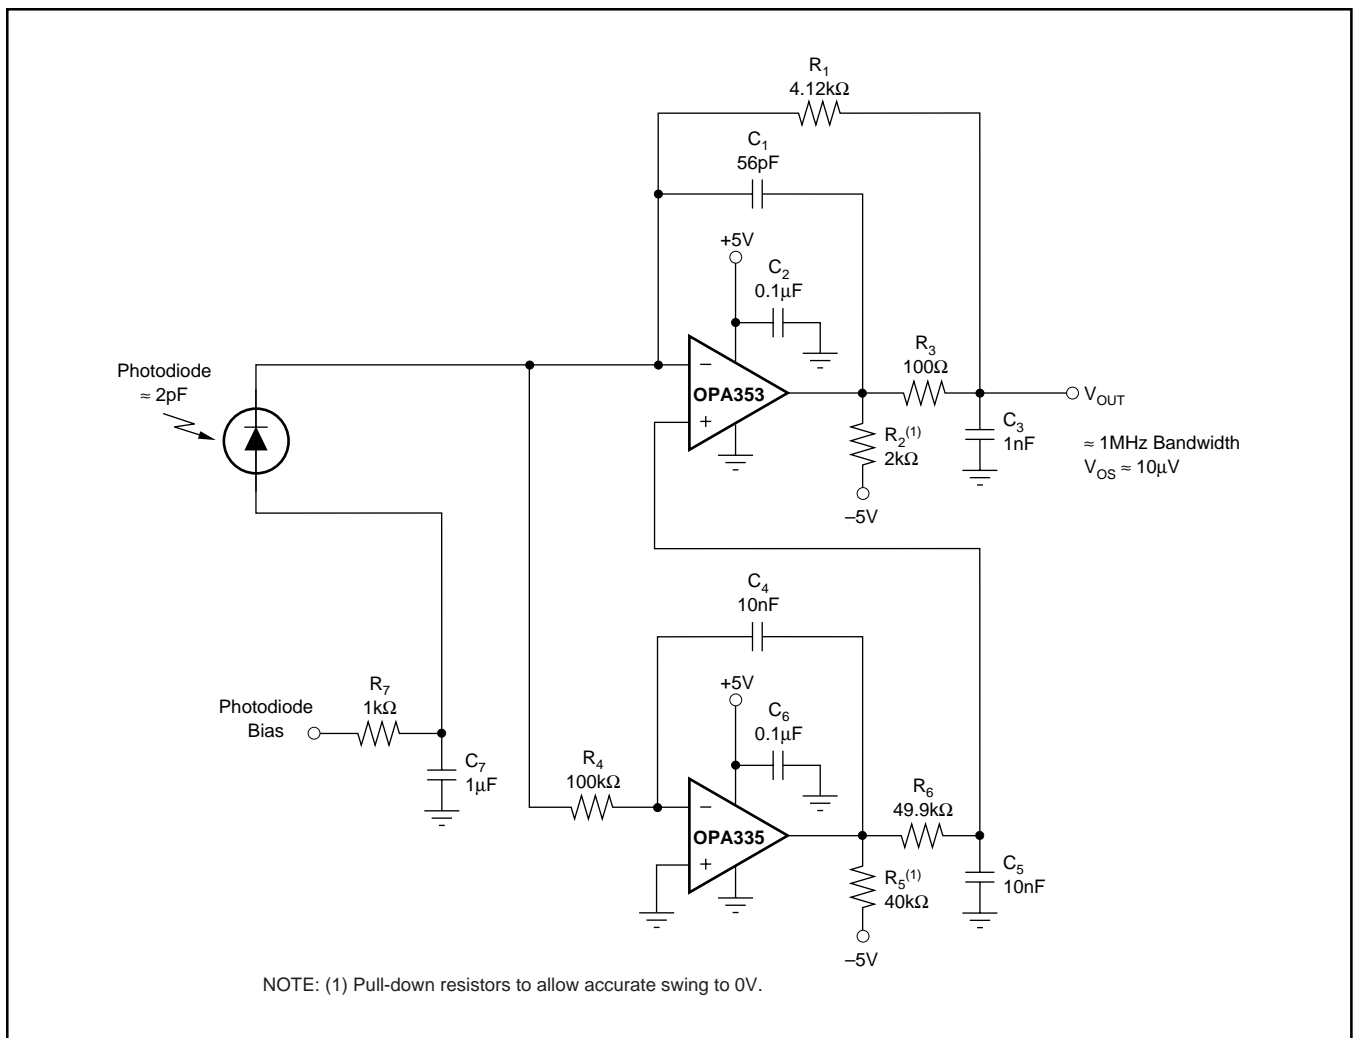 R1
4.12kΩ
C1
56pF
+5V
C2
0.1µF
Photodiode
≈ 2pF
−
OPA353
+
R3
100Ω
VOUT
R2(1)
2kΩ
–5V
C3
1nF
≈ 1MHz Bandwidth
VOS ≈ 10µV
C4
10nF
Photodiode
Bias
R7
1kΩ
C7
1µF
+5V
C6
0.1µF
R4
100kΩ
−
OPA335
+
R6
49.9kΩ
R5(1)
40kΩ
–5V
C5
10nF
NOTE: (1) Pull-down resistors to allow accurate swing to 0V.